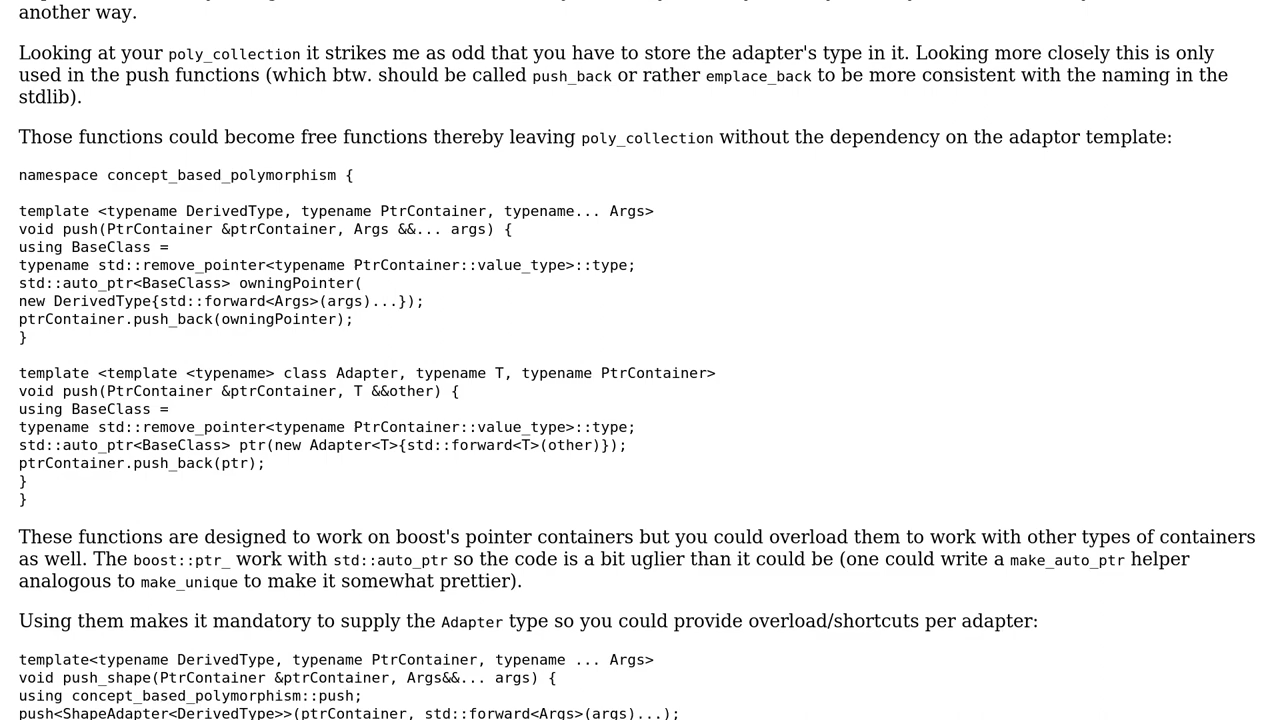 another way.
Looking at your poly_collection it strikes me as odd that you have to store the adapter's type in it. Looking more closely this is only
used in the push functions (which btw. should be called push_back or rather emplace_back to be more consistent with the naming in the
stdlib).
Those functions could become free functions thereby leaving poly_collection without the dependency on the adaptor template:
namespace concept_based_polymorphism {
template <typename DerivedType, typename PtrContainer, typename... Args>
void push(PtrContainer &ptrContainer, Args &&... args) {
using BaseClass =
typename std::remove_pointer<typename PtrContainer::value_type>::type;
std::auto_ptr<BaseClass> owningPointer(
new DerivedType{std::forward<Args>(args)...});
ptrContainer.push_back(owningPointer);
}
template <template <typename> class Adapter, typename T, typename PtrContainer>
void push(PtrContainer &ptrContainer, T &&other) {
using BaseClass =
typename std::remove_pointer<typename PtrContainer::value_type>::type;
std::auto_ptr<BaseClass> ptr(new Adapter<T>{std::forward<T>(other)});
ptrContainer.push_back(ptr);
}
}
These functions are designed to work on boost's pointer containers but you could overload them to work with other types of containers
as well. The boost::ptr_ work with std::auto_ptr so the code is a bit uglier than it could be (one could write a make_auto_ptr helper
analogous to make_unique to make it somewhat prettier).
Using them makes it mandatory to supply the Adapter type so you could provide overload/shortcuts per adapter:
template<typename DerivedType, typename PtrContainer, typename ... Args>
void push_shape(PtrContainer &ptrContainer, Args&&... args) {
using concept_based_polymorphism::push;
push<ShapeAdapter<DerivedType>>(ptrContainer, std::forward<Args>(args)...);